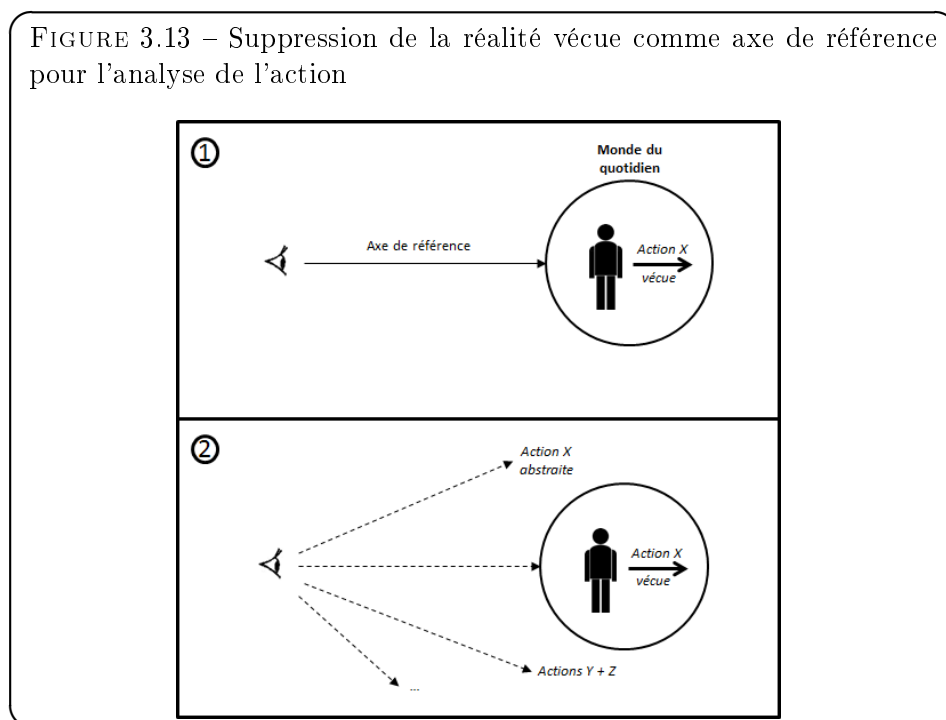 FIGURE 3.13 – Suppression de la réalité vécue comme axe de référence
pour l'analyse de l'action
1
Monde du
quotidien
Axe de référence
Action X
vécue
2
Action X
abstraite
Action X
vécue
Actions Y + Z
...